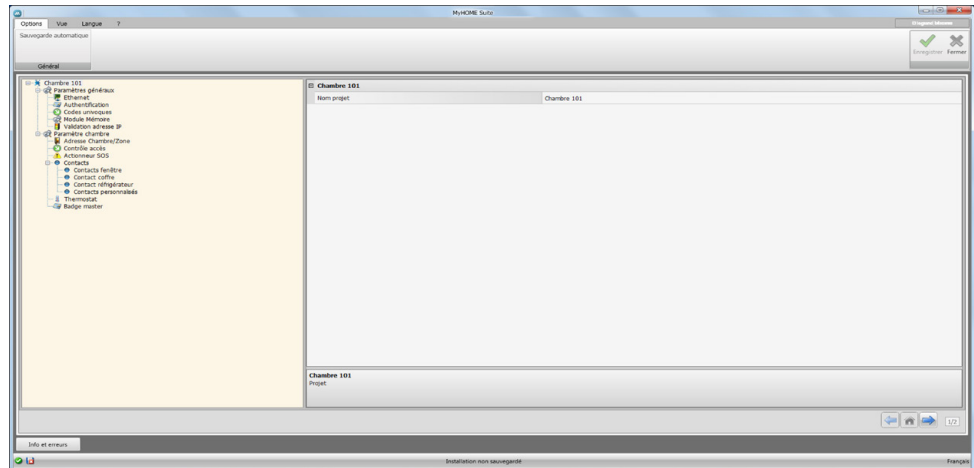 MyHOME Suite
Options Vue Langue ?
Sauvegarde automatique
Enregistrer Fermer
Général
Chambre 101
Paramètres généraux
Ethernet
Authentification
Codes univoques
Module Mémoire
Validation adresse IP
Paramètre chambre
Adresse Chambre/Zone
Contrôle accès
Actionneur SOS
Contacts
Contacts fenêtre
Contact coffre
Contact réfrigérateur
Contacts personnalisés
Thermostat
Badge master
Chambre 101
Nom projet Chambre 101
Chambre 101
Projet
1/2
Info et erreurs
Installation non sauvegardé
Français